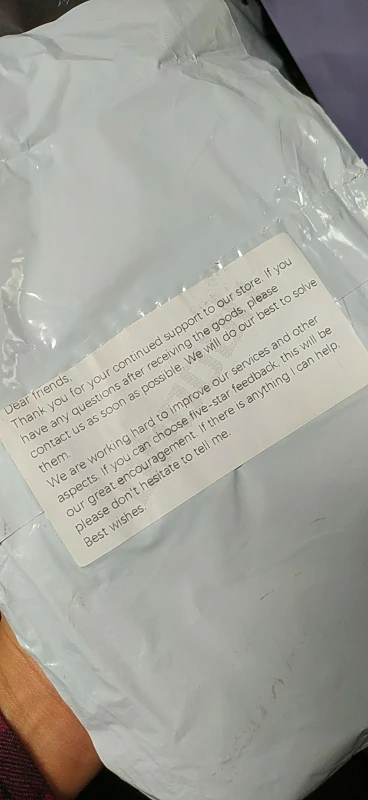 Dear friends,
Thank you for your continued support to our store. If you
have any questions after receiving the goods, please
contact us as soon as possible. We will do our best to solve
them.
We are working hard to improve our services and other
aspects. If you can choose five-star feedback, this will be
our great encouragement. If there is anything I can help,
please don't hesitate to tell me.
Best wishes.